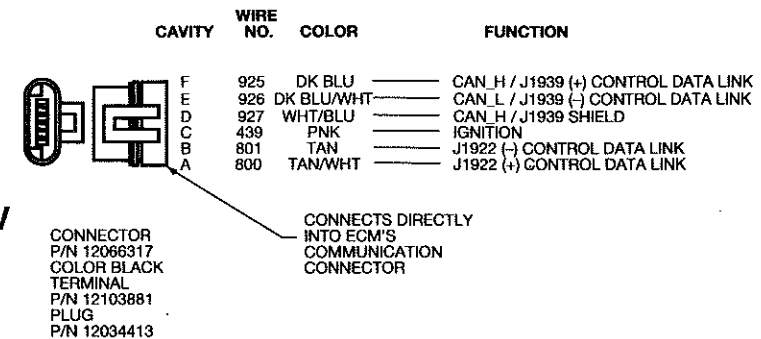 CAVITY WIRE NO. COLOR FUNCTION
F 925 DK BLU CAN_H / J1939 (+) CONTROL DATA LINK
E 926 DK BLU/WHT CAN_L / J1939 (-) CONTROL DATA LINK
D 927 WHT/BLU CAN_H / J1939 SHIELD
C 439 PNK IGNITION
B 801 TAN J1922 (-) CONTROL DATA LINK
A 800 TAN/WHT J1922 (+) CONTROL DATA LINK
CONNECTS DIRECTLY
INTO ECM'S
COMMUNICATION
CONNECTOR
CONNECTOR
P/N 12066317
COLOR BLACK
TERMINAL
P/N 12103881
PLUG
P/N 12034413